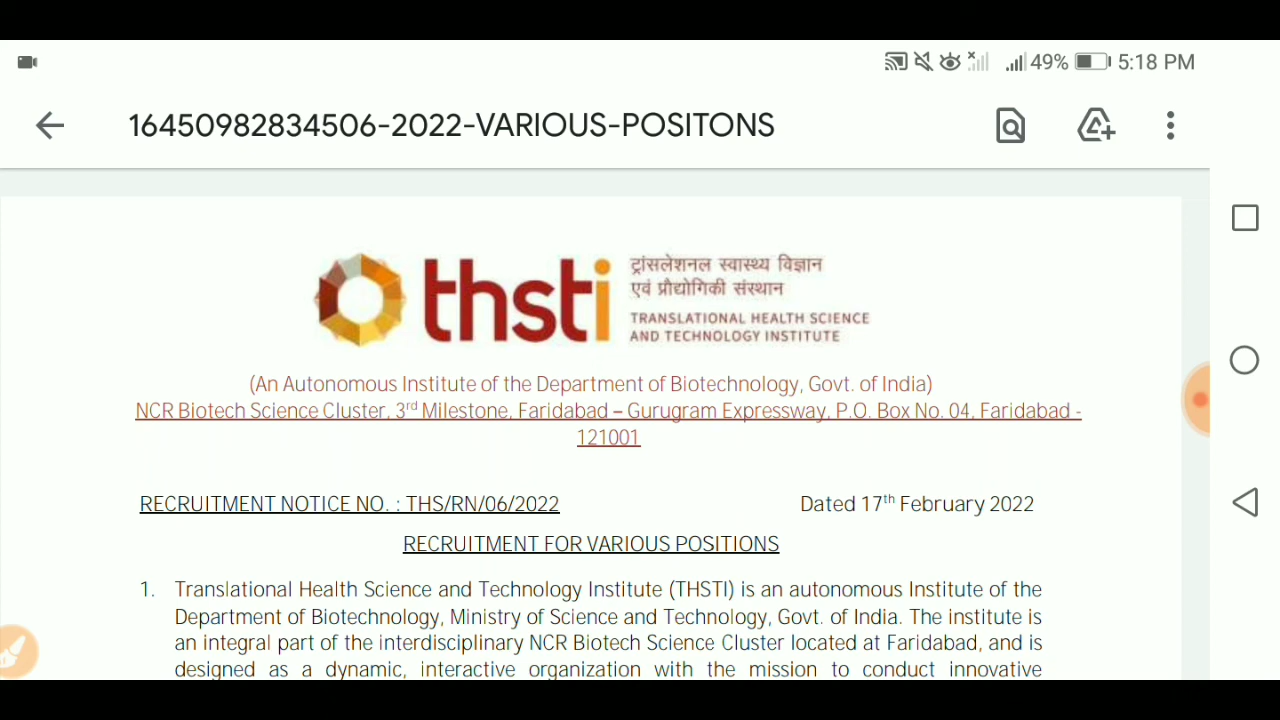 49% 5:18 PM
16450982834506-2022-VARIOUS-POSITONS
thsti
ट्रांसलेशनल स्वास्थ्य विज्ञान
एवं प्रौद्योगिकी संस्थान
TRANSLATIONAL HEALTH SCIENCE
AND TECHNOLOGY INSTITUTE
(An Autonomous Institute of the Department of Biotechnology, Govt. of India)
NCR Biotech Science Cluster, 3rd Milestone, Faridabad – Gurugram Expressway, P.O. Box No. 04, Faridabad -
121001
RECRUITMENT NOTICE NO. : THS/RN/06/2022 Dated 17th February 2022
RECRUITMENT FOR VARIOUS POSITIONS
1. Translational Health Science and Technology Institute (THSTI) is an autonomous Institute of the
Department of Biotechnology, Ministry of Science and Technology, Govt. of India. The institute is
an integral part of the interdisciplinary NCR Biotech Science Cluster located at Faridabad, and is
designed as a dynamic, interactive organization with the mission to conduct innovative